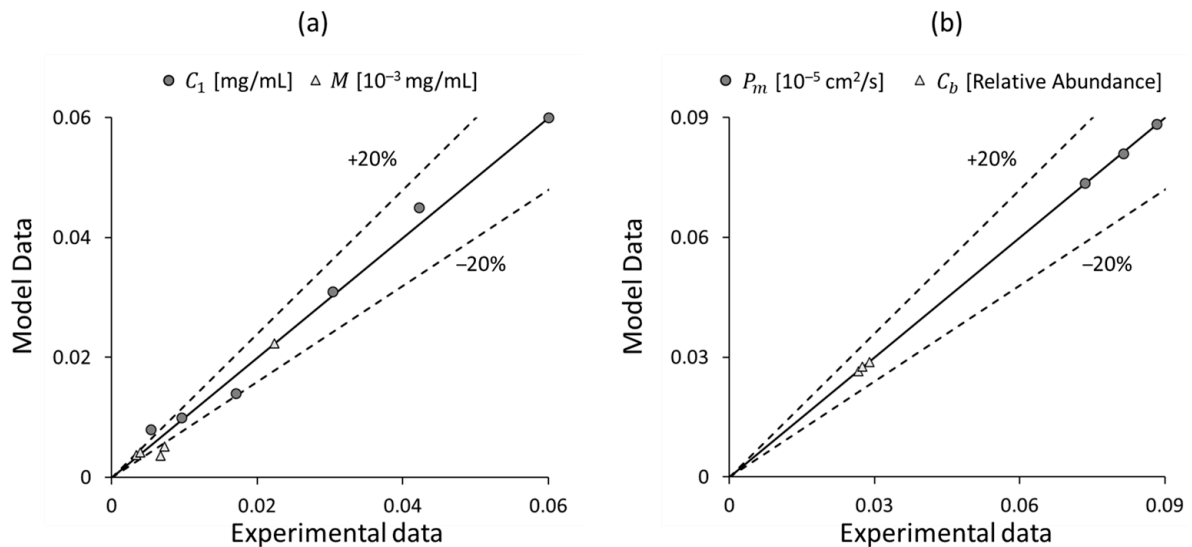 (a)
● C₁ [mg/mL] △ M [10⁻³ mg/mL]
0.06
0.04
0.02
0
+20%
–20%
Model Data
0
0.02
0.04
0.06
Experimental data
(b)
● Pₘ [10⁻⁵ cm²/s] △ C_b [Relative Abundance]
0.09
0.06
0.03
0
+20%
–20%
Model Data
0
0.03
0.06
0.09
Experimental data